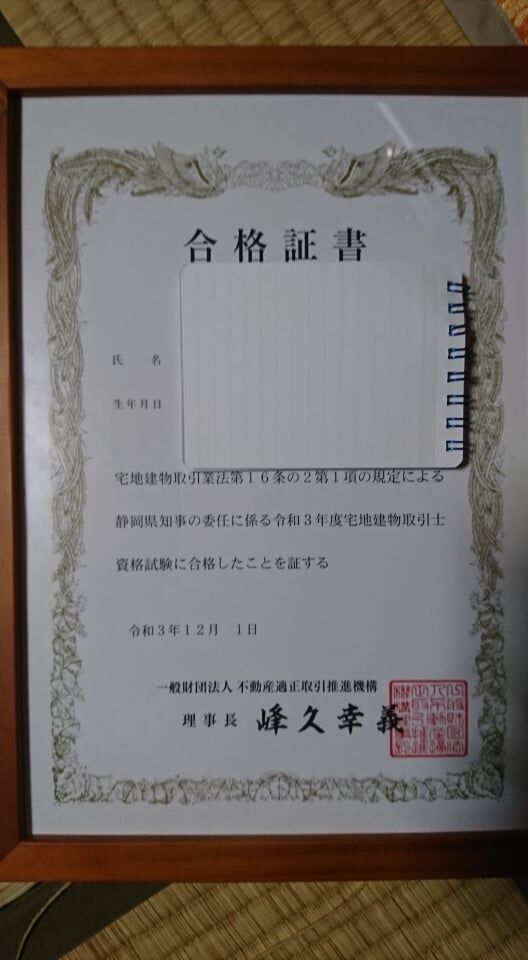 合格証書
氏 名
生年月日
宅地建物取引業法第１６条の２第１項の規定による
静岡県知事の委任に係る令和３年度宅地建物取引士
資格試験に合格したことを証する
令和３年１２月　１日
一般財団法人 不動産適正取引推進機構
理事長 峰久幸義